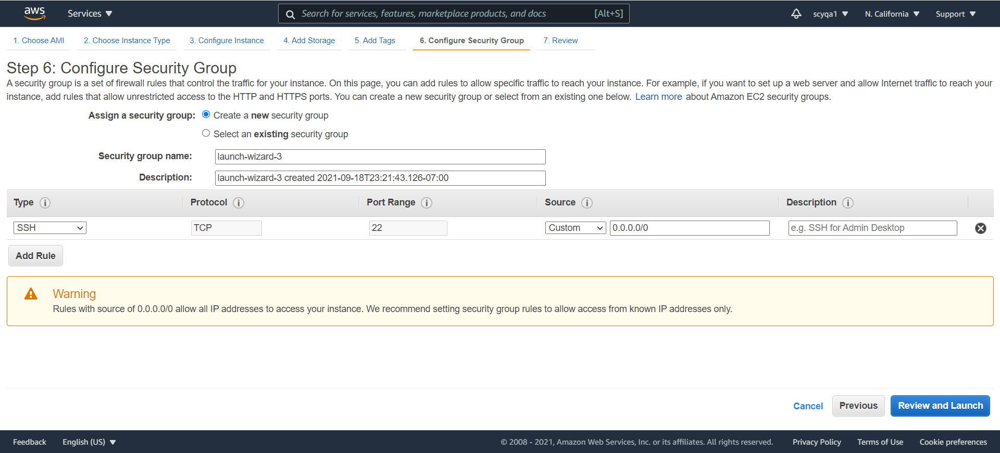 aws
Services
Search for services, features, marketplace products, and docs [Alt+S]
scyqa1
N. California
Support
1. Choose AMI
2. Choose Instance Type
3. Configure Instance
4. Add Storage
5. Add Tags
6. Configure Security Group
7. Review
Step 6: Configure Security Group
A security group is a set of firewall rules that control the traffic for your instance. On this page, you can add rules to allow specific traffic to reach your instance. For example, if you want to set up a web server and allow Internet traffic to reach your
instance, add rules that allow unrestricted access to the HTTP and HTTPS ports. You can create a new security group or select from an existing one below. Learn more about Amazon EC2 security groups.
Assign a security group: Create a new security group
Select an existing security group
Security group name: launch-wizard-3
Description: launch-wizard-3 created 2021-09-18T23:21:43.126-07:00
Type i Protocol i Port Range i Source i Description i
SSH TCP 22 Custom 0.0.0.0/0 e.g. SSH for Admin Desktop
Add Rule
Warning
Rules with source of 0.0.0.0/0 allow all IP addresses to access your instance. We recommend setting security group rules to allow access from known IP addresses only.
Cancel Previous Review and Launch
Feedback English (US) © 2008 - 2021, Amazon Web Services, Inc. or its affiliates. All rights reserved. Privacy Policy Terms of Use Cookie preferences